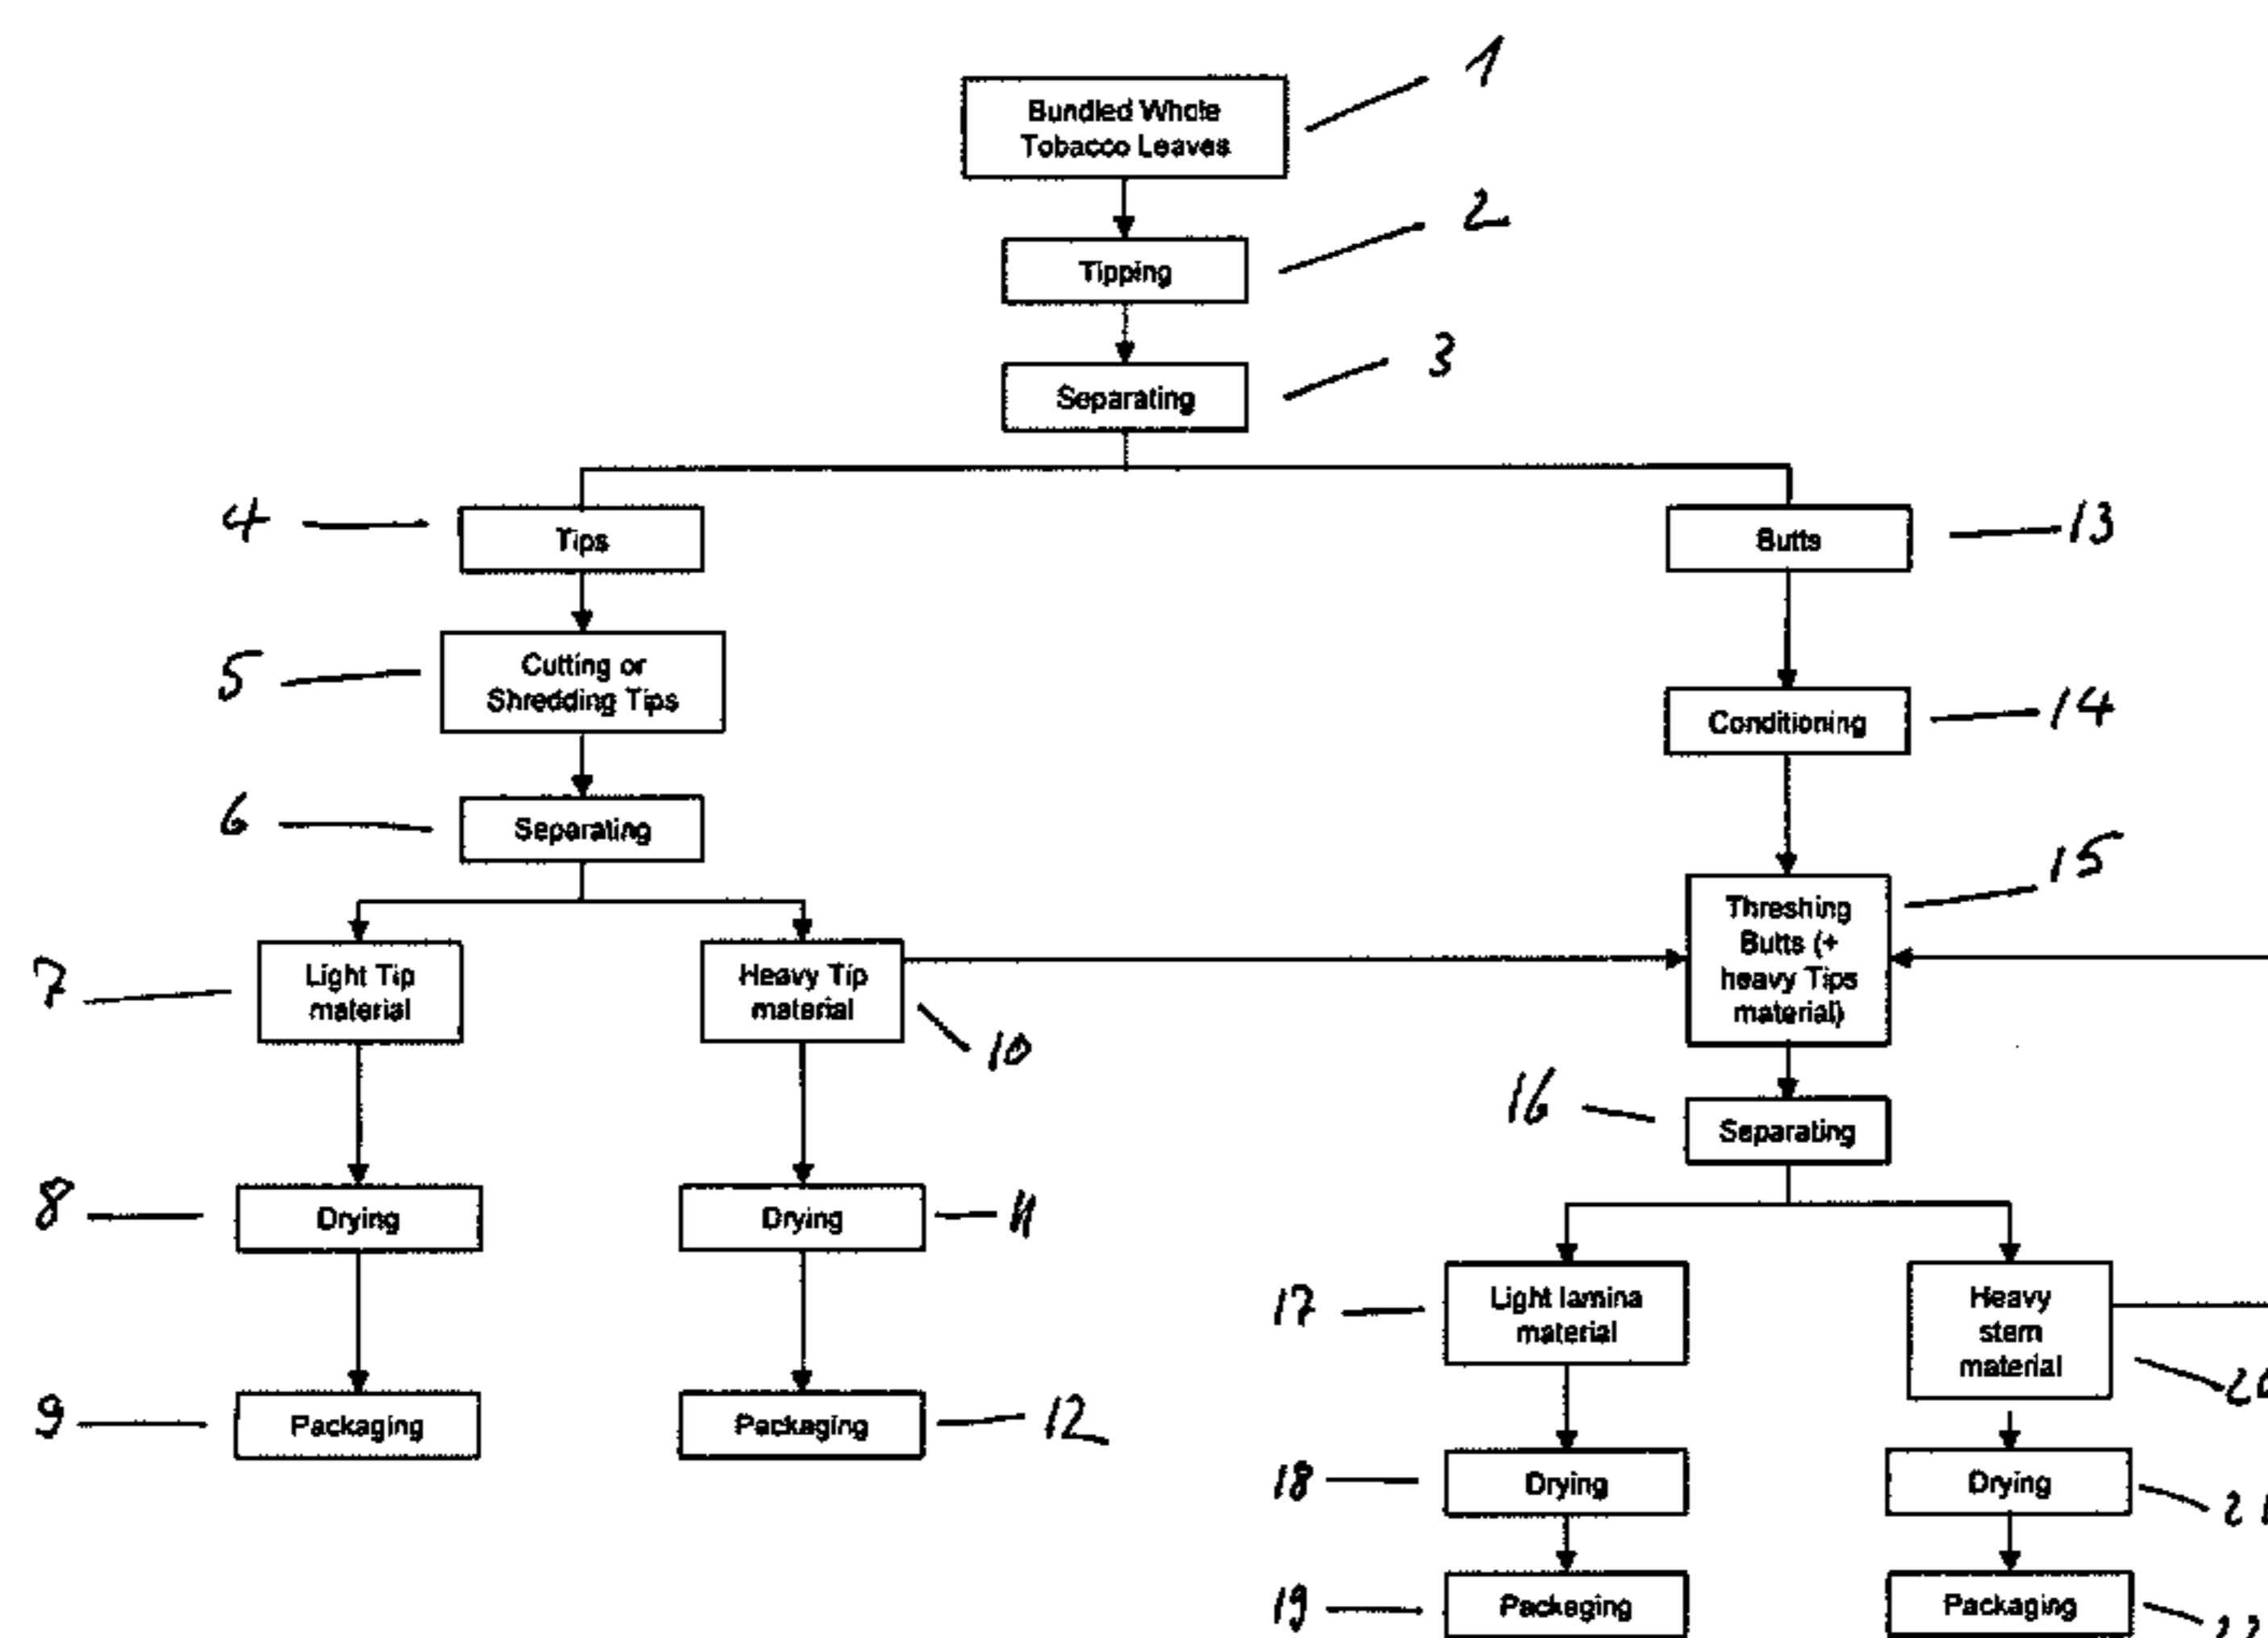 1
Bundled Whole
Tobacco Leaves
2
Tipping
3
Separating
4
Tips
13
Butts
5
Cutting or
Shredding Tips
14
Conditioning
6
Separating
15
Threshing
Butts (+
heavy Tips
material)
7
Light Tip
material
Heavy Tip
material
10
16
Separating
8
Drying
Drying
11
17
Light lamina
material
Heavy
stem
material
9
Packaging
Packaging
12
18
Drying
Drying
21
19
Packaging
Packaging